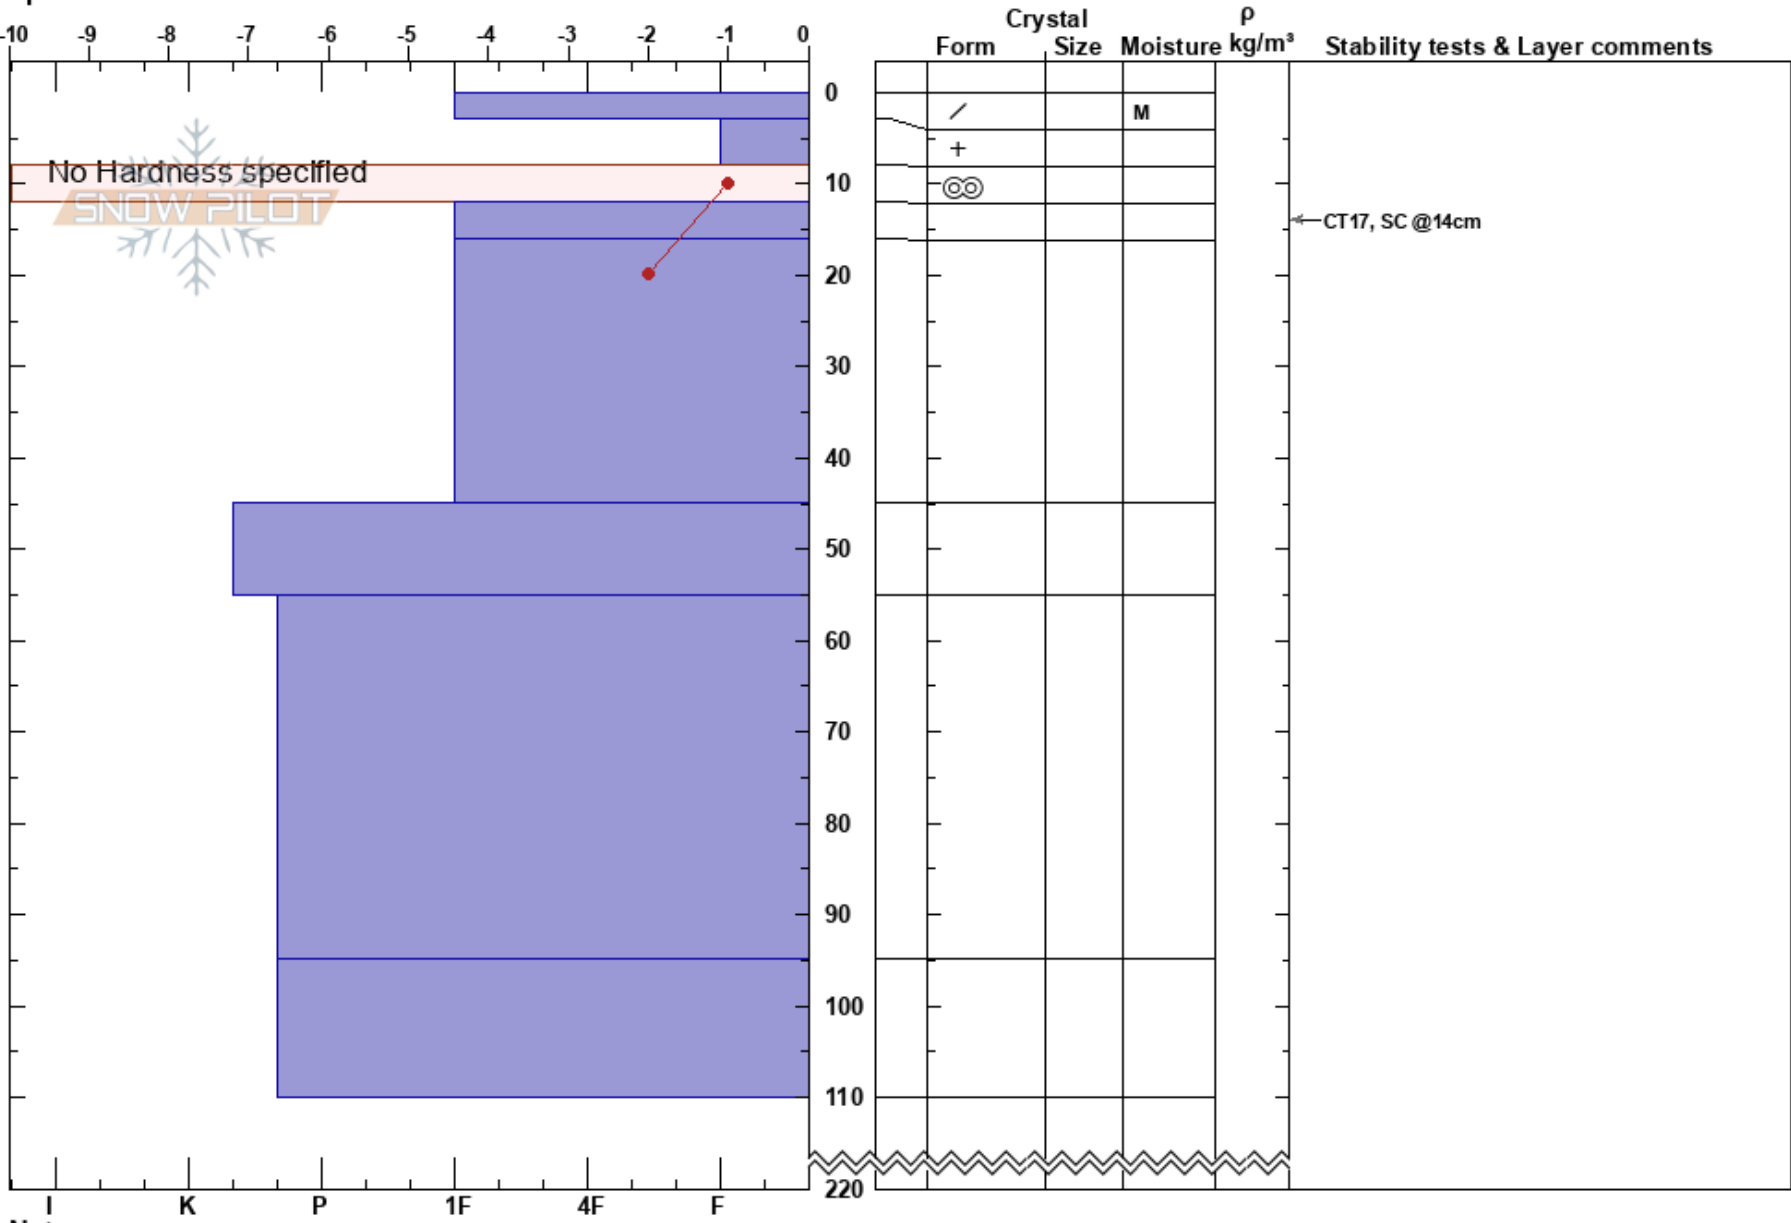 Crystal ρ
-10 -9 -8 -7 -6 -5 -4 -3 -2 -1 0
Form Size Moisture kg/m³ Stability tests & Layer comments
0
M
+
No Hardness specified
10
SNOW PILOT
CT17, SC @14cm
20
30
40
50
60
70
80
90
100
110
220
I K P 1F 4F F